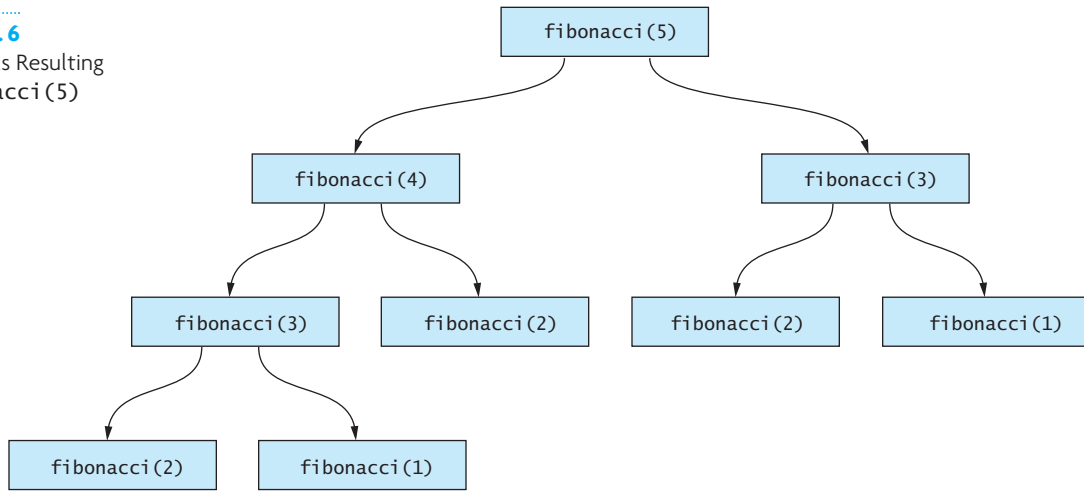 .6
s Resulting
acci(5)
fibonacci(5)
fibonacci(4)
fibonacci(3)
fibonacci(3)
fibonacci(2)
fibonacci(2)
fibonacci(1)
fibonacci(2)
fibonacci(1)